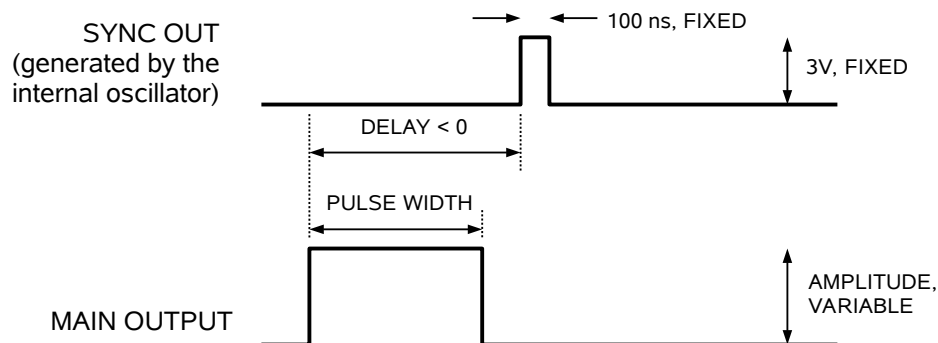 100 ns, FIXED
SYNC OUT
(generated by the
internal oscillator)
3V, FIXED
DELAY < 0
PULSE WIDTH
AMPLITUDE,
VARIABLE
MAIN OUTPUT